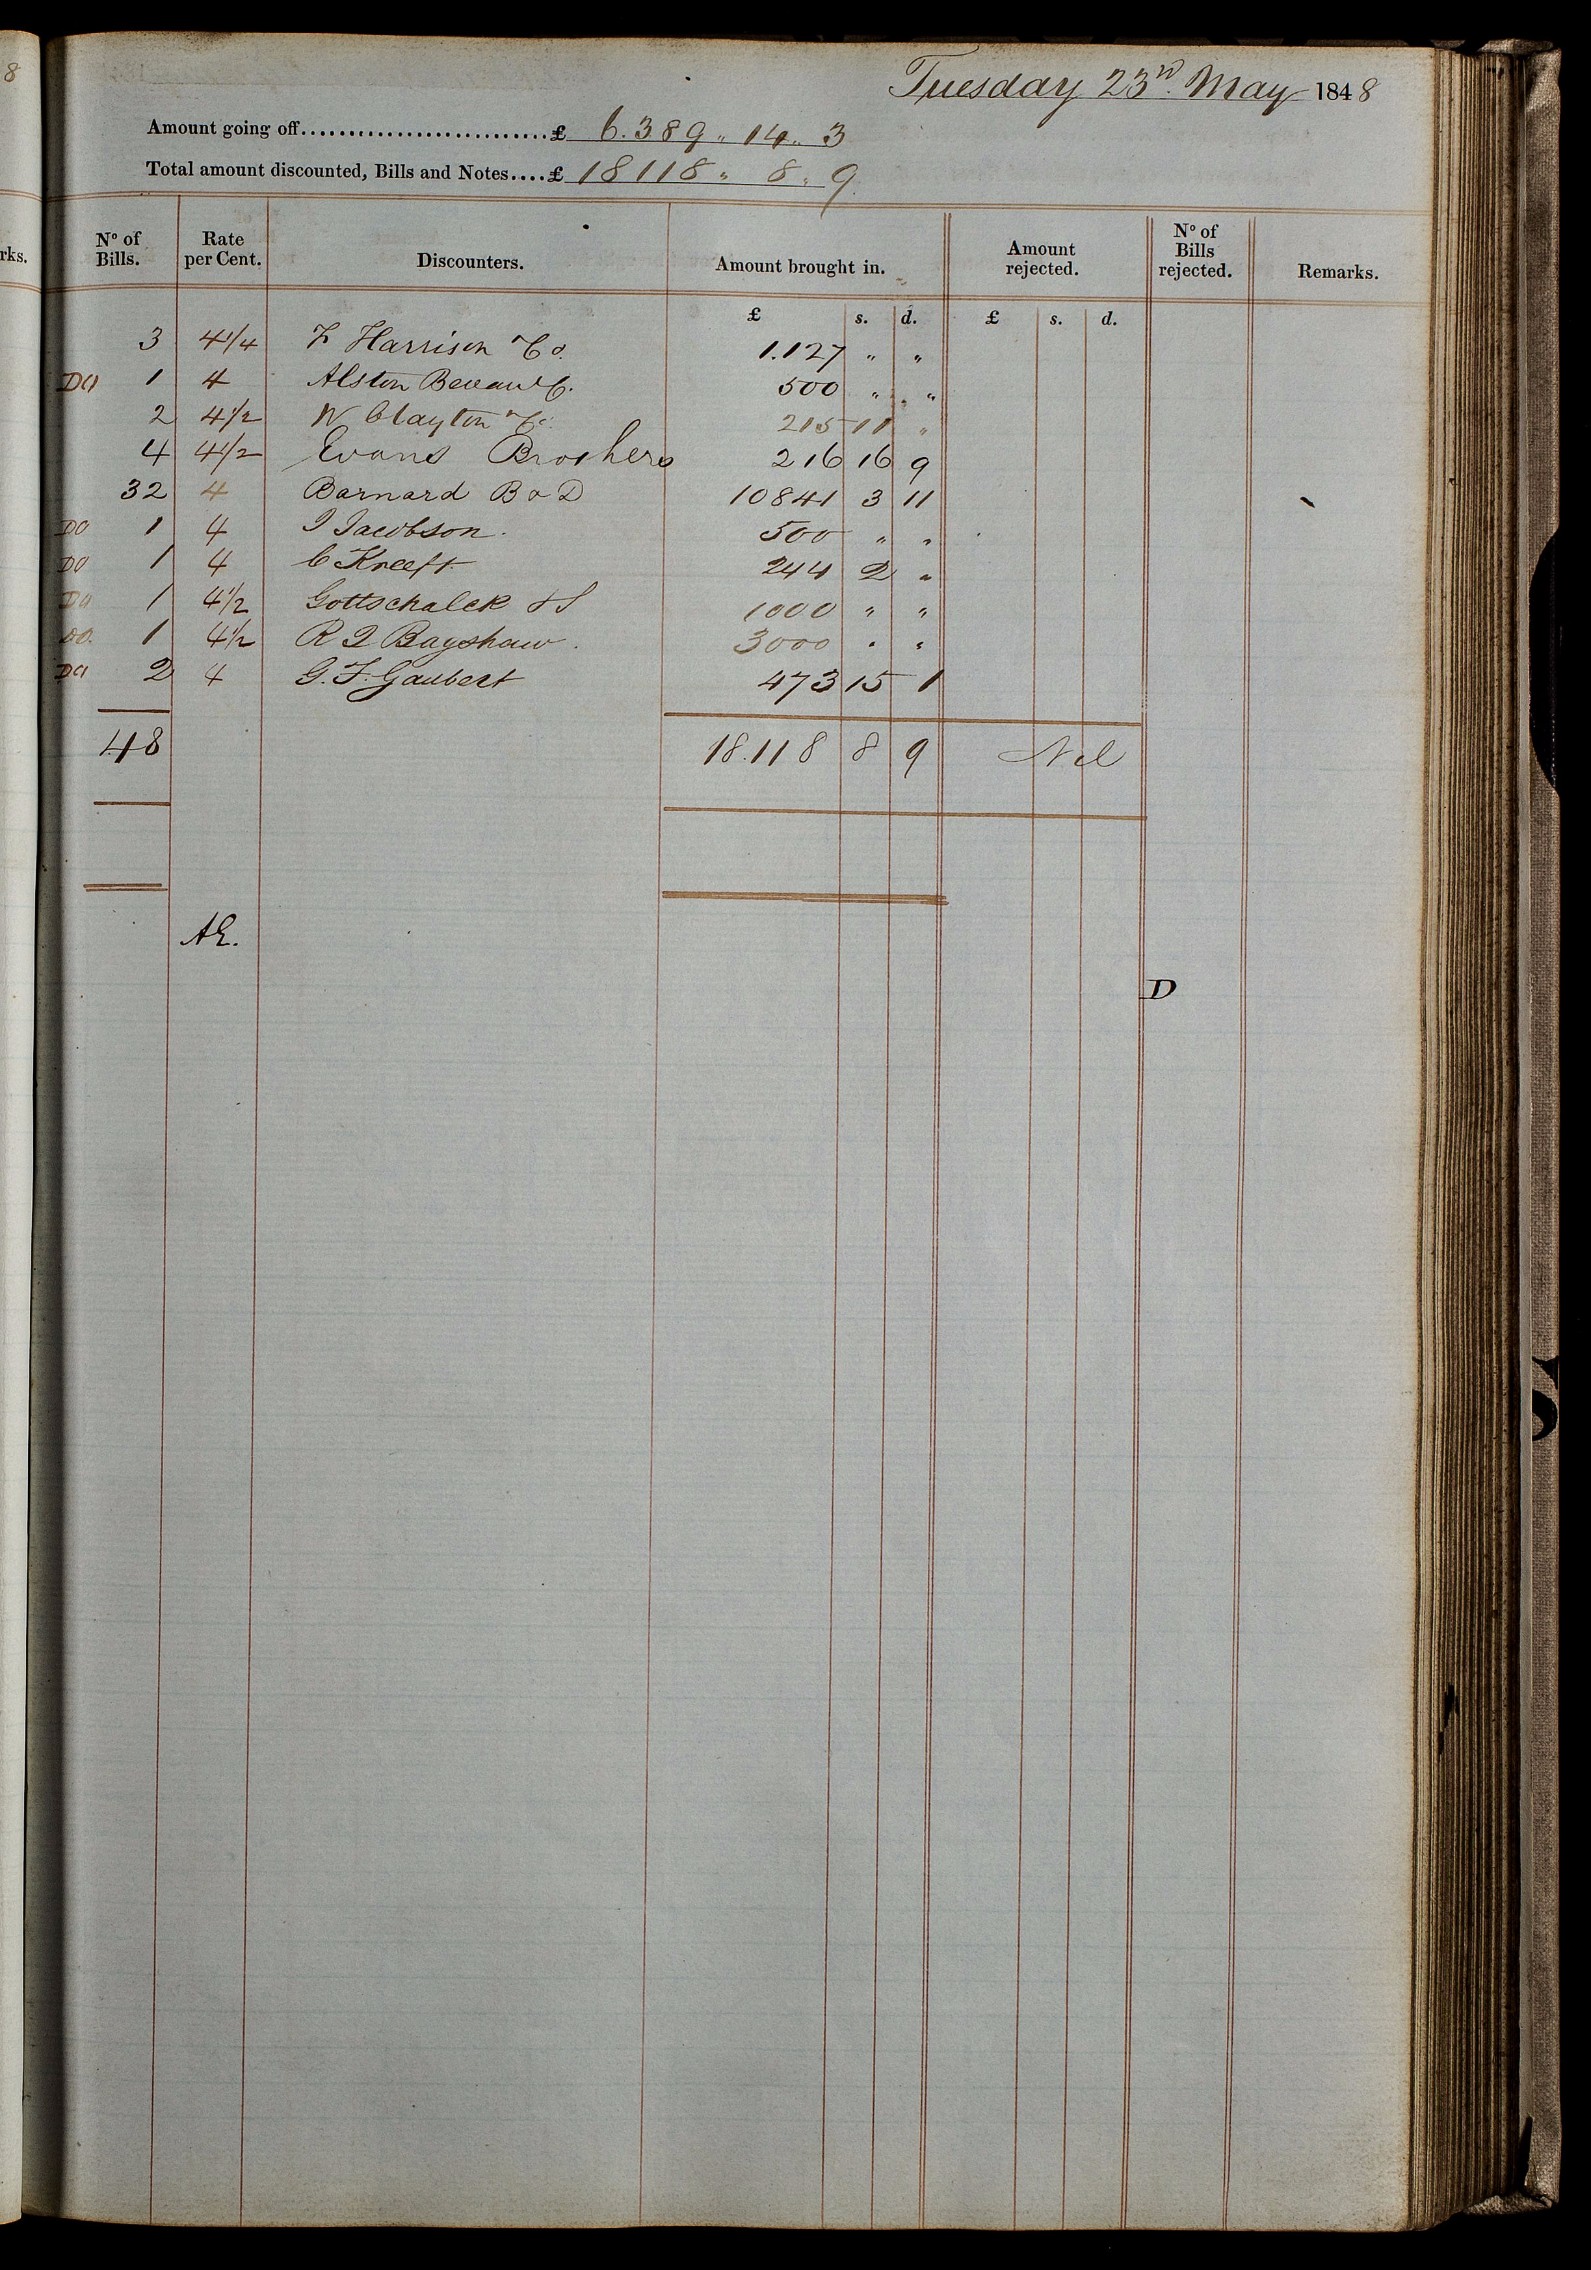 8
rks.
Tuesday 23rd May 1848
Amount going off..........................£ 6.389 " 14 " 3
Total amount discounted, Bills and Notes....£ 18118 " 8 " 9
No of Bills. Rate per Cent. Discounters. Amount brought in. Amount rejected. No of Bills rejected. Remarks.
£ s. d. £ s. d.
3 4 1/4 F Harrison & Co. 1.127 " "
DO 1 4 Alston Bevan & C. 500 " "
2 4 1/2 W Clayton & Co 215 11 "
4 4 1/2 Evans Brothers 216 16 9
32 4 Barnard B & D 10841 3 11
DO 1 4 I Jacobson. 500 " "
DO 1 4 C Kreeft 244 2 "
DO 1 4 1/2 Gottschalck & S 1000 " "
DO. 1 4 1/2 R I Bagshaw. 3000 " "
DO 2 4 G. F. Gaubert 473 15 1
48 18.118 8 9 Nil
AE.
D